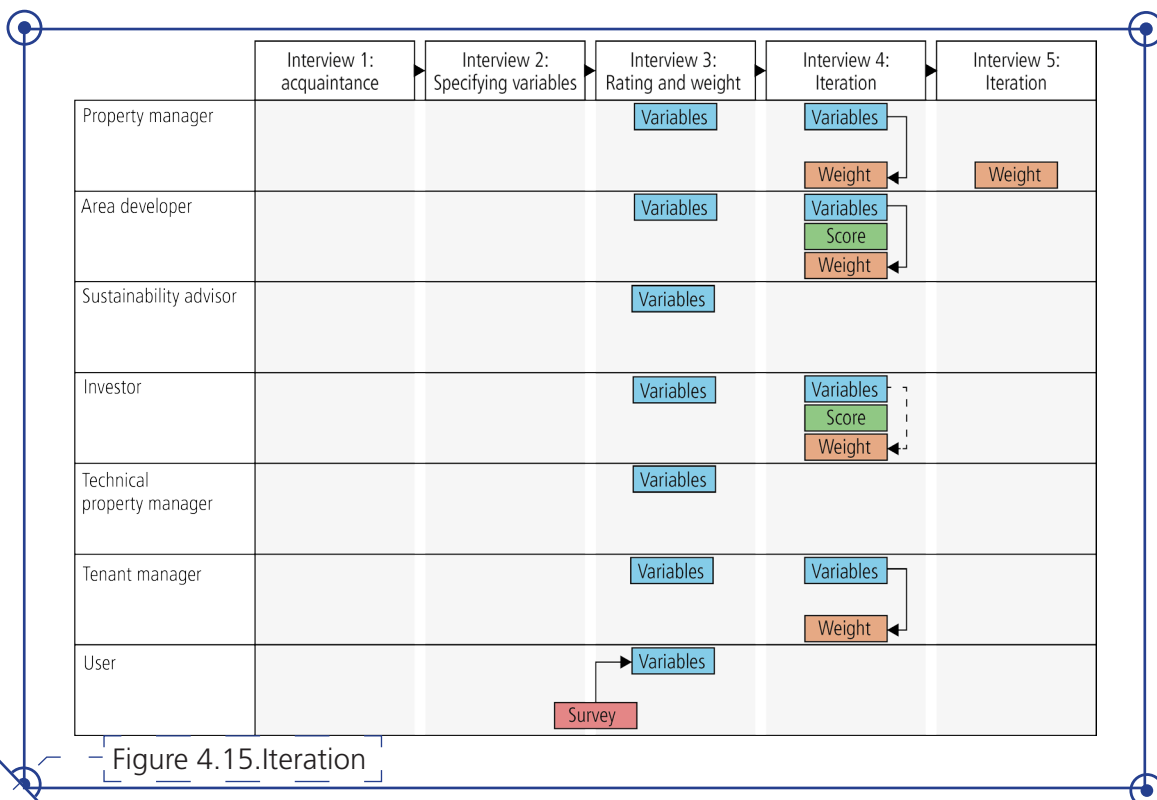 Interview 1:
acquaintance
Interview 2:
Specifying variables
Interview 3:
Rating and weight
Interview 4:
Iteration
Interview 5:
Iteration
Property manager
Variables
Variables
Weight
Weight
Area developer
Variables
Variables
Score
Weight
Sustainability advisor
Variables
Investor
Variables
Variables
Score
Weight
Technical
property manager
Variables
Tenant manager
Variables
Variables
Weight
User
Variables
Survey
Figure 4.15.Iteration